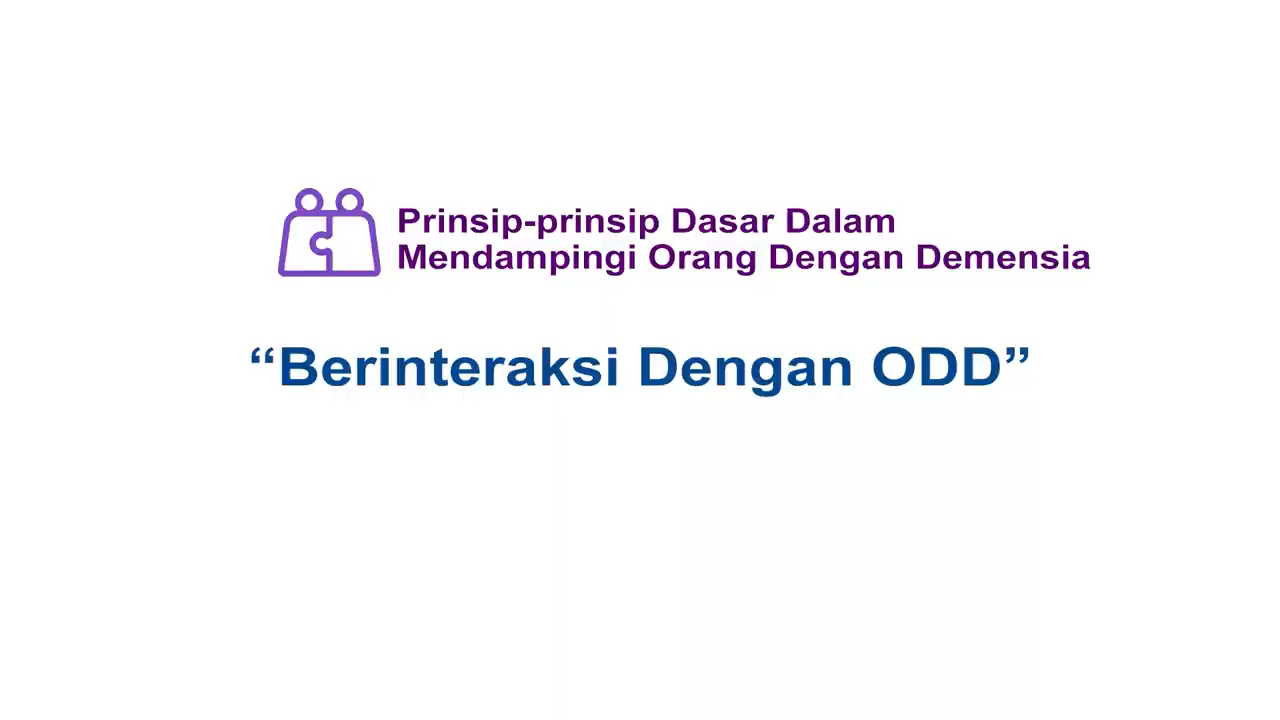 Prinsip-prinsip Dasar Dalam
Mendampingi Orang Dengan Demensia
“Berinteraksi Dengan ODD”